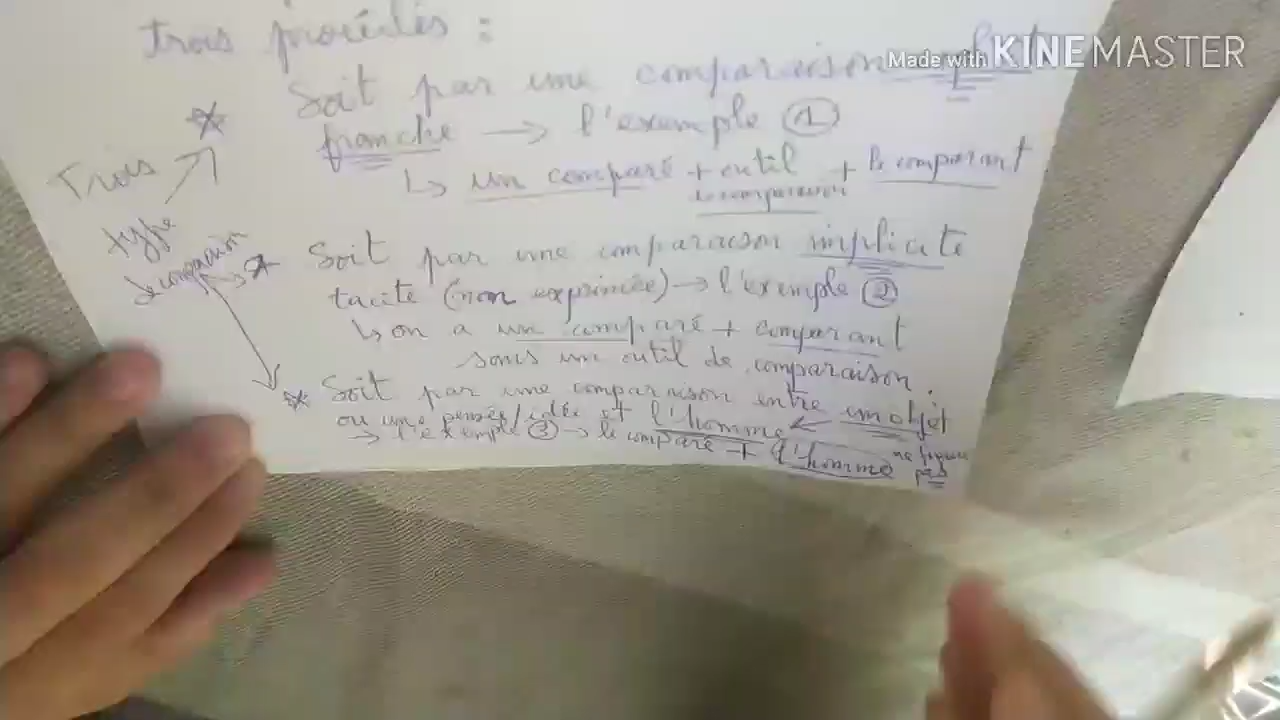 trois procédés :
Made with KINEMASTER
Soit par une comparaison
franche → l'exemple ①
↳ un comparé + outil + le comparant
de comparaison
Trois
type
de comparaison
* Soit par une comparaison implicite
tacite (non exprimée) → l'exemple ②
↳ on a un comparé + comparant
sans un outil de comparaison.
* Soit par une comparaison entre un objet
ou une pensée/idée et l'homme
→ l'exemple ③ → le comparé + l'homme ne figure
pas